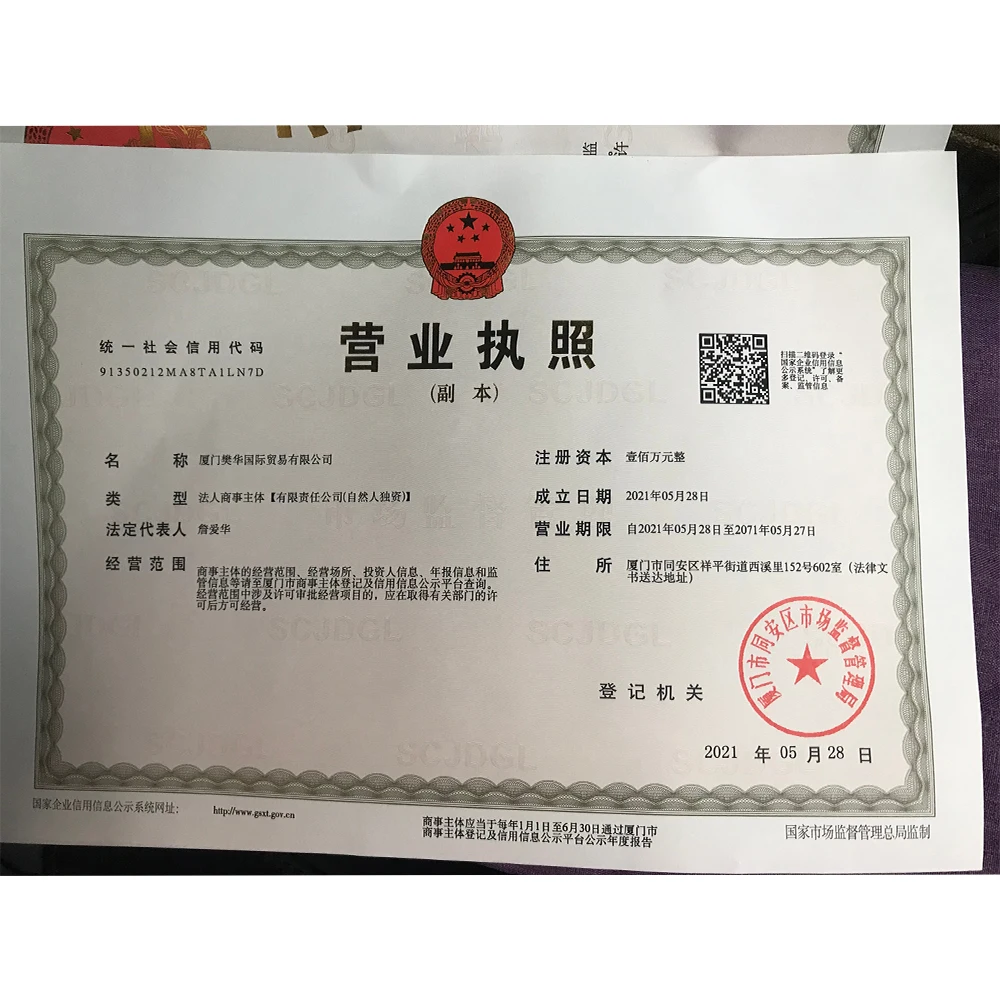 监
许
营业执照
(副 本)
统一社会信用代码
91350212MA8TA1LN7D
扫描二维码登录“
国家企业信用信息
公示系统”了解更
多登记、许可、备
案、监管信息
名 称 厦门樊华国际贸易有限公司
类 型 法人商事主体【有限责任公司(自然人独资)】
法定代表人 詹爱华
经营范围 商事主体的经营范围、经营场所、投资人信息、年报信息和监
管信息等请至厦门市商事主体登记及信用信息公示平台查询。
经营范围中涉及许可审批经营项目的，应在取得有关部门的许
可后方可经营。
注册资本 壹佰万元整
成立日期 2021年05月28日
营业期限 自2021年05月28日至2071年05月27日
住 所 厦门市同安区祥平街道西溪里152号602室（法律文
书送达地址）
厦门市同安区市场监督管理局
登记机关
2021 年 05 月 28 日
国家企业信用信息公示系统网址： http://www.gsxt.gov.cn
商事主体应当于每年1月1日至6月30日通过厦门市
商事主体登记及信用信息公示平台公示年度报告
国家市场监督管理总局监制